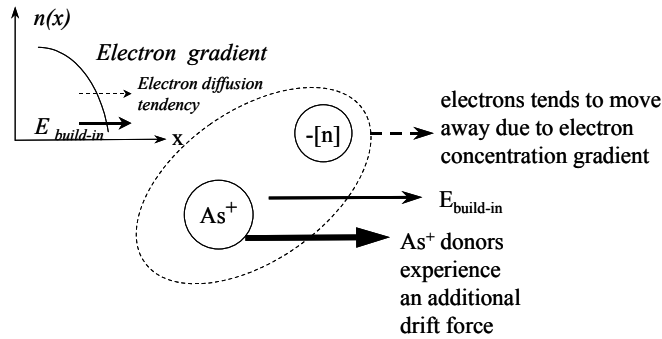 n(x)
Electron gradient
Electron diffusion
tendency
E build-in
x
-[n]
electrons tends to move
away due to electron
concentration gradient
As+
Ebuild-in
As+ donors
experience
an additional
drift force